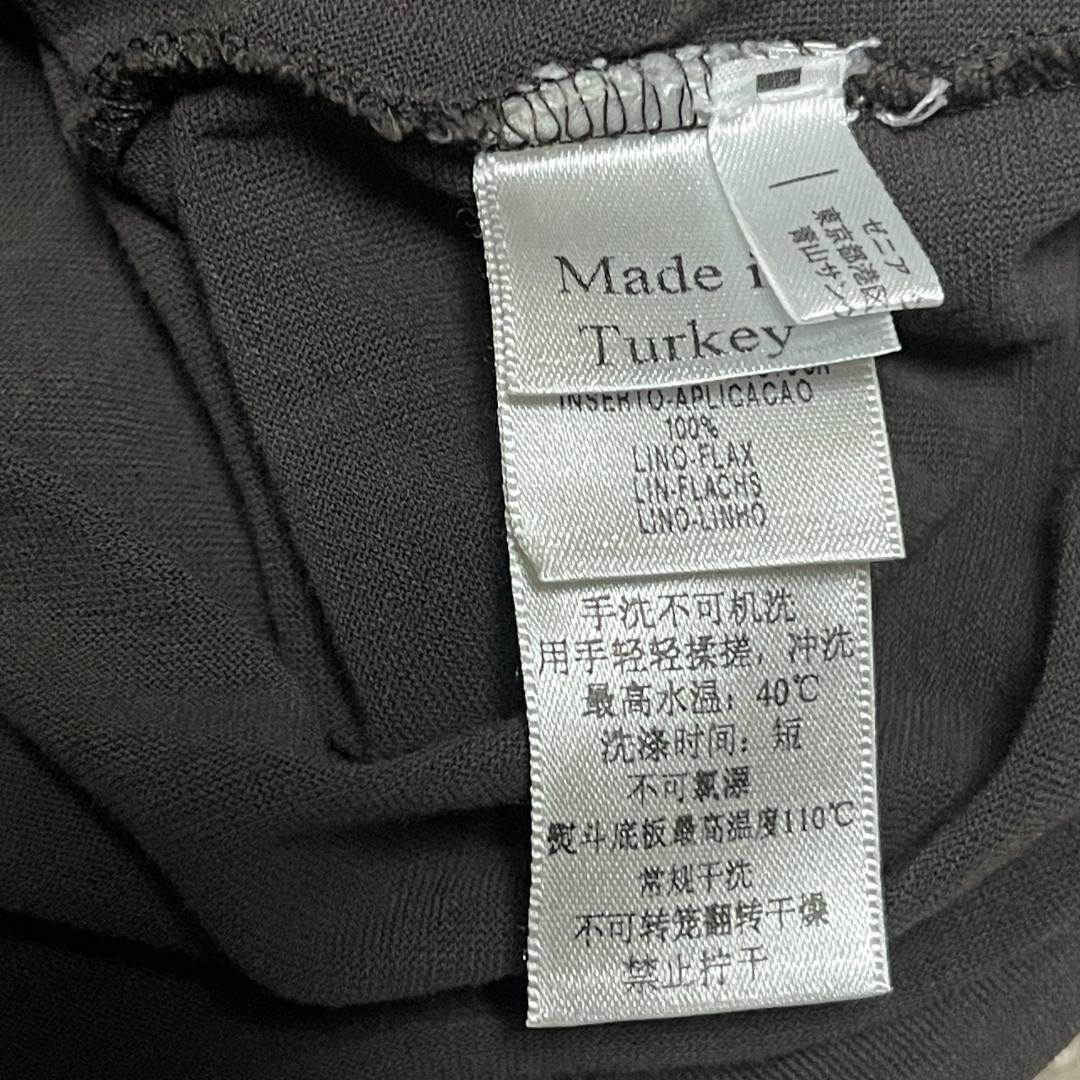 ゼニア
東京都港区
青山サン
Made i
Turkey
INSERTO-APLICACAO
100%
LINO-FLAX
LIN-FLACHS
LINO-LINHO
手洗不可机洗
用手轻轻揉搓，冲洗
最高水温：40℃
洗涤时间：短
不可氯漂
熨斗底板最高温度110℃
常规干洗
不可转笼翻转干燥
禁止拧干